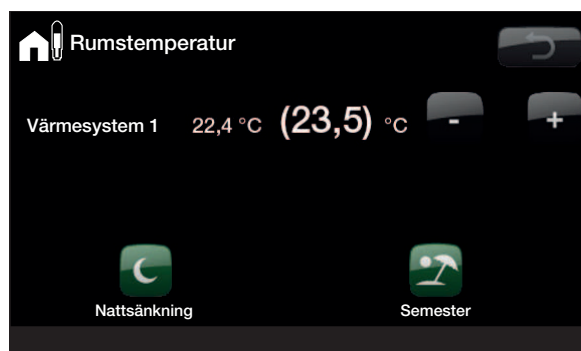 Rumstemperatur
Värmesystem 1 22,4 °C (23,5) °C - +
Nattsänkning Semester